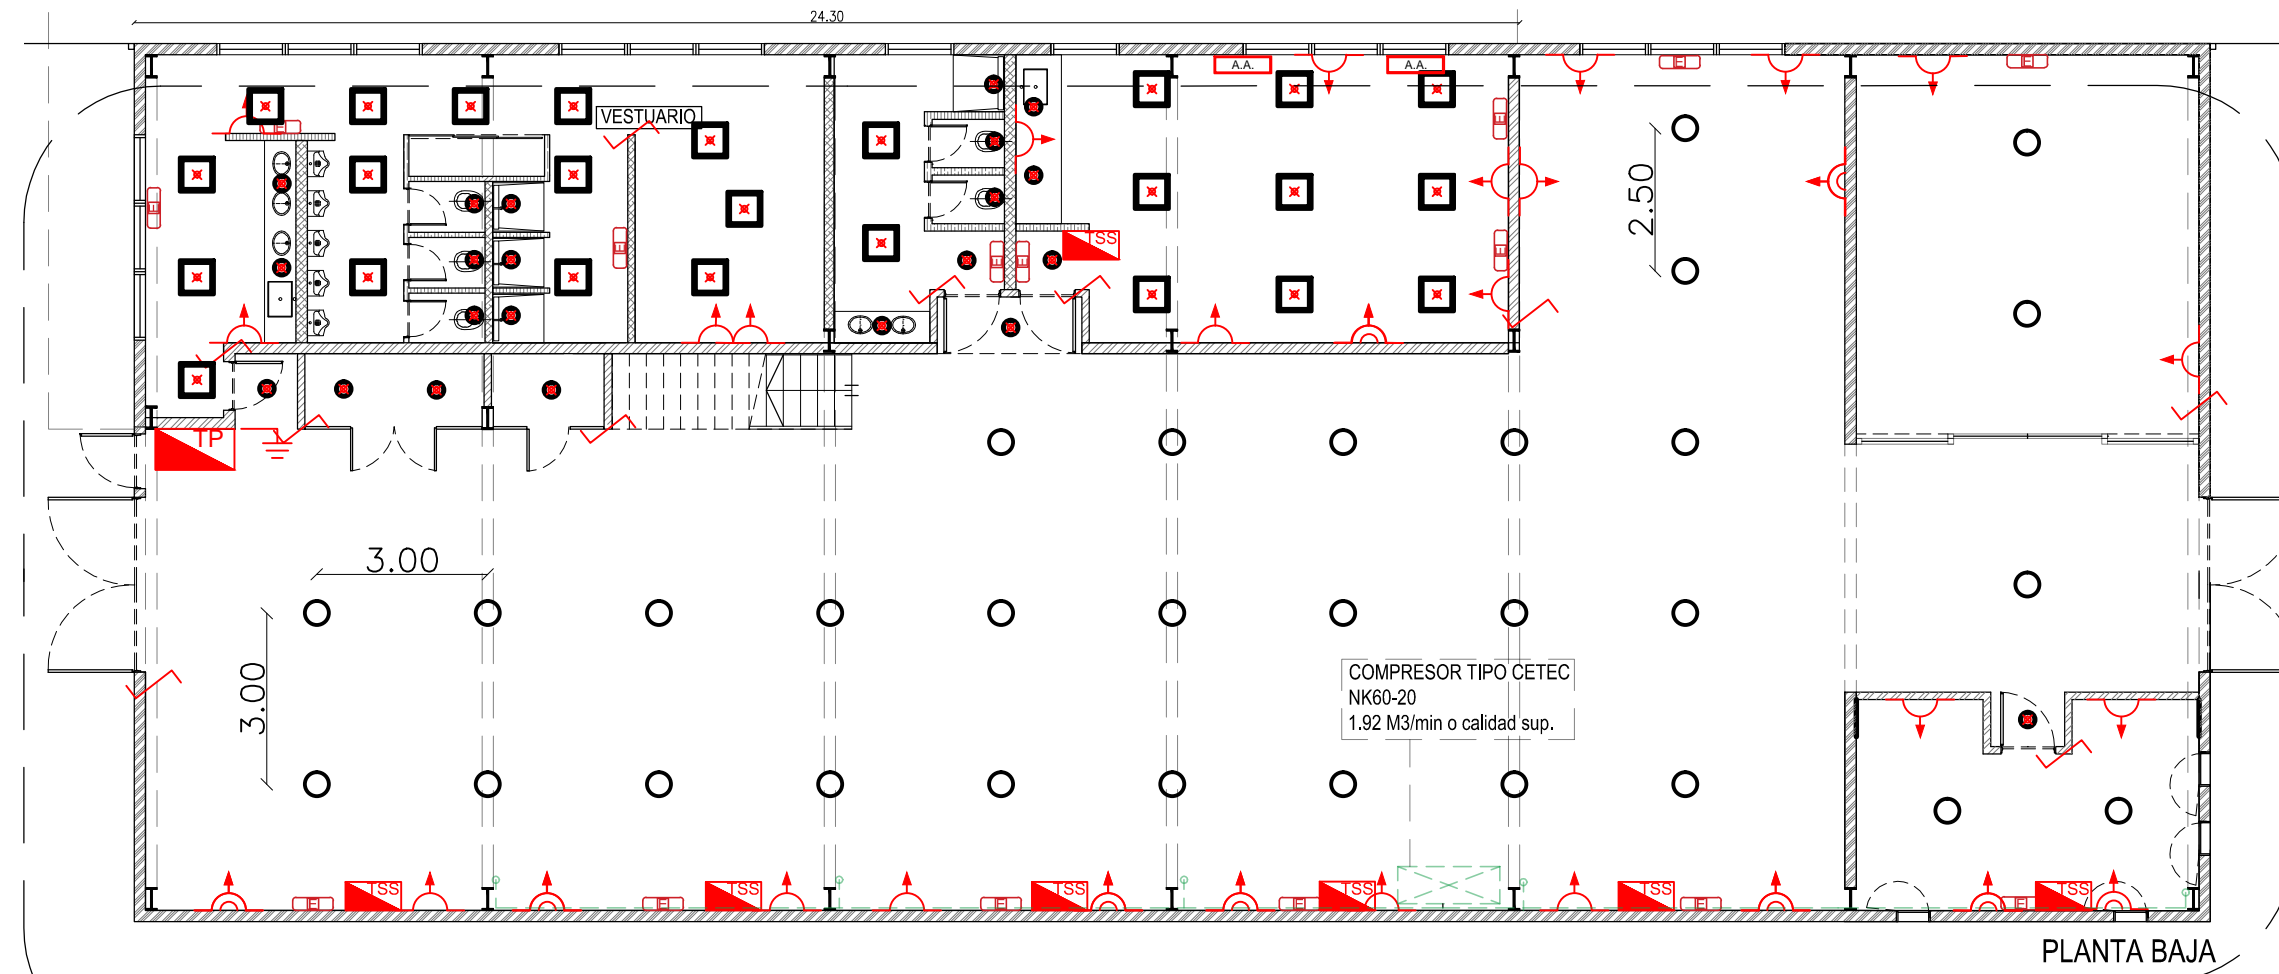 24.30
A.A.
A.A.
E
E
E
VESTUARIO
E
E
2.50
E
TSS
E
E
E
E
TP
3.00
3.00
COMPRESOR TIPO CETEC
NK60-20
1.92 M3/min o calidad sup.
E
TSS
E
TSS
E
TSS
E
TSS
TSS
E
E
TSS
PLANTA BAJA